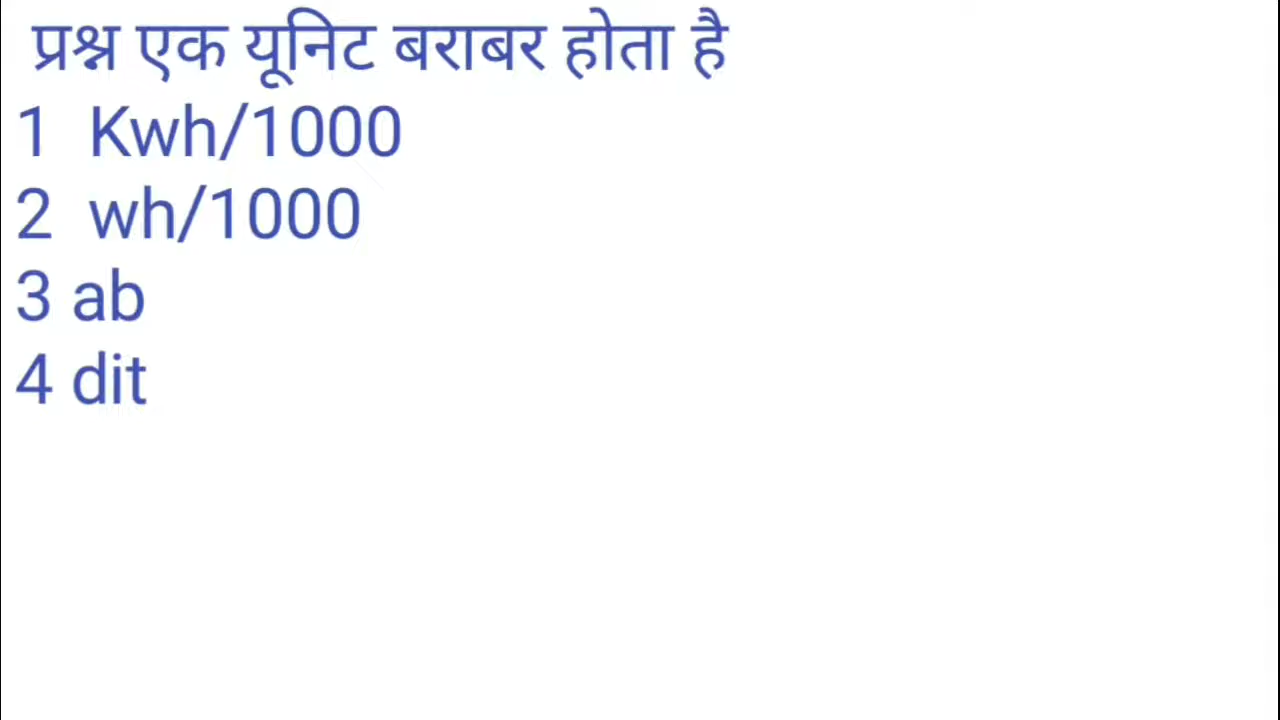 प्रश्न एक यूनिट बराबर होता है
1 Kwh/1000
2 wh/1000
3 ab
4 dit